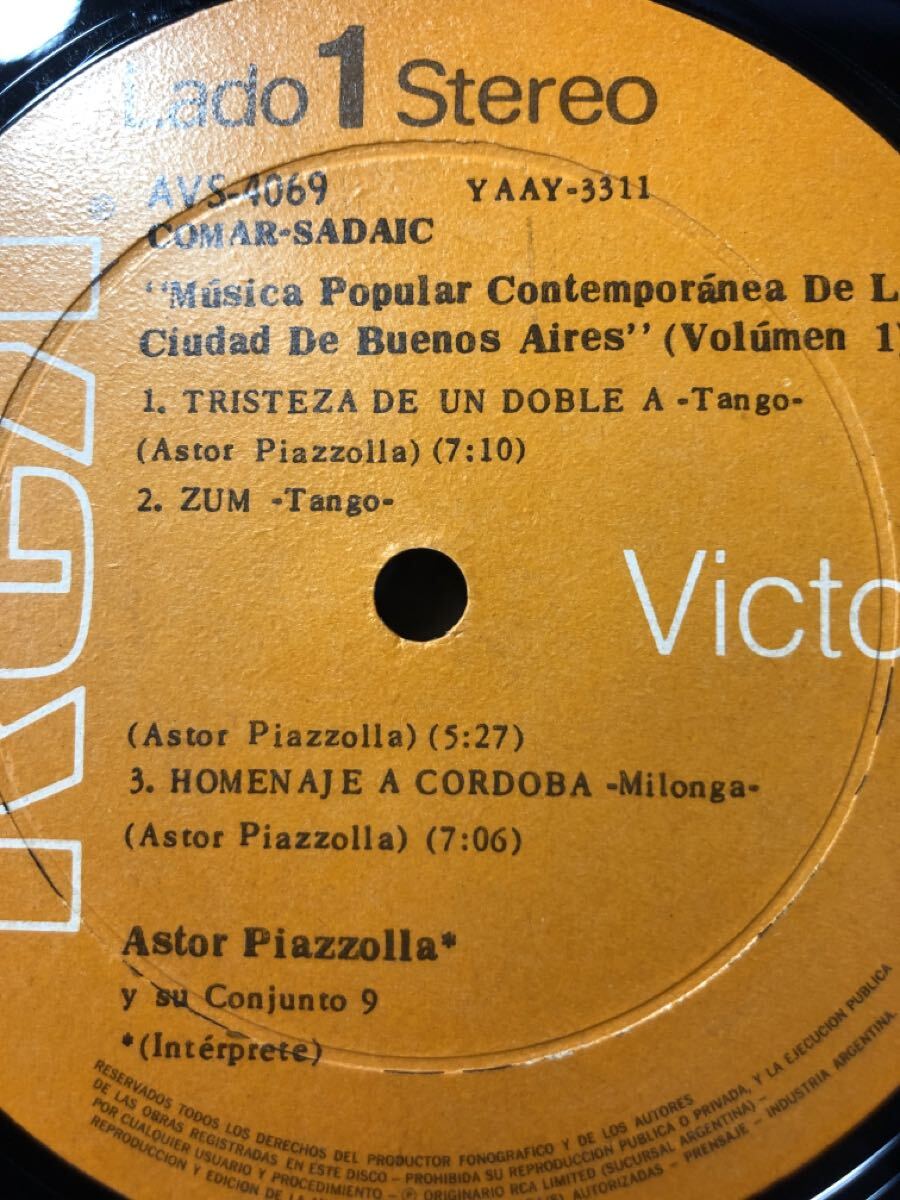 Lado 1 Stereo
AVS-4069 YAAY-3311
COMAR-SADAIC
"Música Popular Contemporánea De L
Ciudad De Buenos Aires" (Volúmen 1)
1. TRISTEZA DE UN DOBLE A -Tango-
(Astor Piazzolla) (7:10)
2. ZUM -Tango-
RCA
Victo
(Astor Piazzolla) (5:27)
3. HOMENAJE A CORDOBA -Milonga-
(Astor Piazzolla) (7:06)
Astor Piazzolla*
y su Conjunto 9
*(Intérprete)
RESERVADOS TODOS LOS DERECHOS DEL PRODUCTOR FONOGRAFICO Y DE LOS AUTORES
DE LAS OBRAS REGISTRADAS EN ESTE DISCO - PROHIBIDA SU REPRODUCCION PUBLICA O PRIVADA, Y LA EJECUCION PUBLICA
POR CUALQUIER USUARIO Y PROCEDIMIENTO - ℗ ORIGINARIO RCA LIMITED (SUCURSAL ARGENTINA) -
REPRODUCCION Y EDICION DE LA AUTORIZADAS - PRENSAJE - INDUSTRIA ARGENTINA.